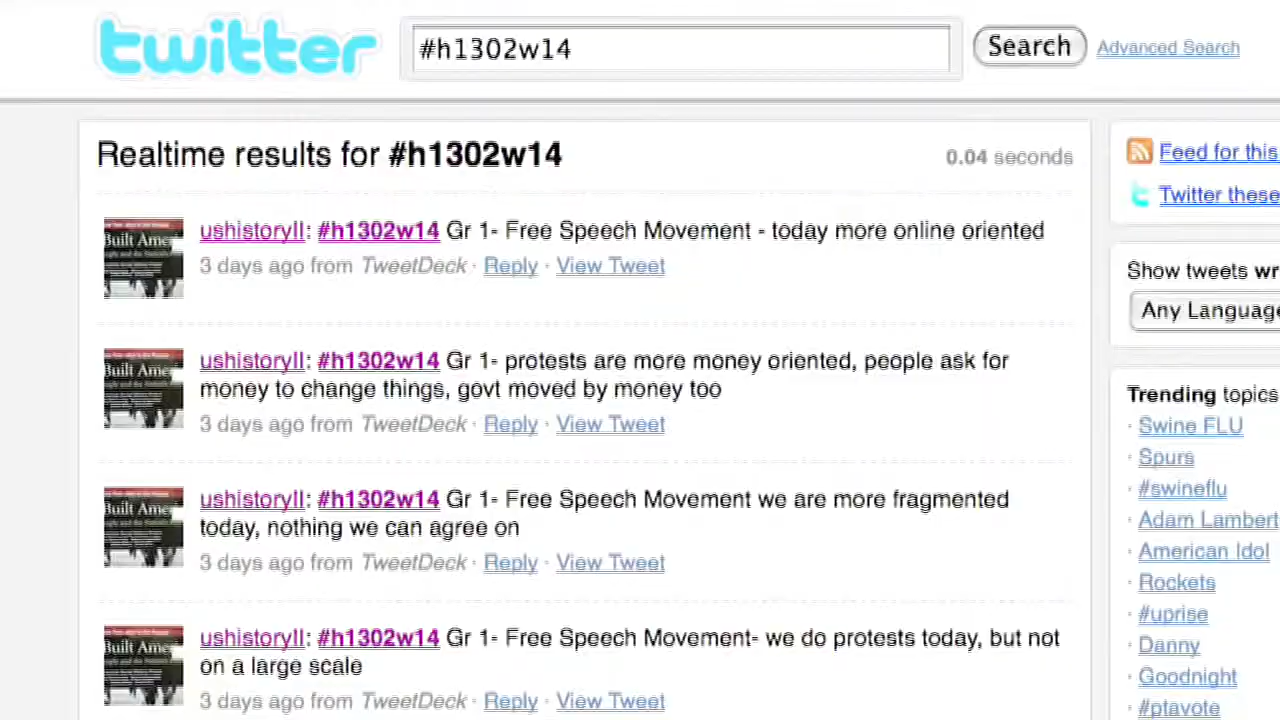 twitter
#h1302w14
Search
Advanced Search
Realtime results for #h1302w14
0.04 seconds
ushistoryII: #h1302w14 Gr 1- Free Speech Movement - today more online oriented
3 days ago from TweetDeck · Reply · View Tweet
ushistoryII: #h1302w14 Gr 1- protests are more money oriented, people ask for
money to change things, govt moved by money too
3 days ago from TweetDeck · Reply · View Tweet
ushistoryII: #h1302w14 Gr 1- Free Speech Movement we are more fragmented
today, nothing we can agree on
3 days ago from TweetDeck · Reply · View Tweet
ushistoryII: #h1302w14 Gr 1- Free Speech Movement- we do protests today, but not
on a large scale
3 days ago from TweetDeck · Reply · View Tweet
Feed for this
Twitter these
Show tweets wr
Any Language
Trending topics
· Swine FLU
· Spurs
· #swineflu
· Adam Lambert
· American Idol
· Rockets
· #uprise
· Danny
· Goodnight
· #ptavote